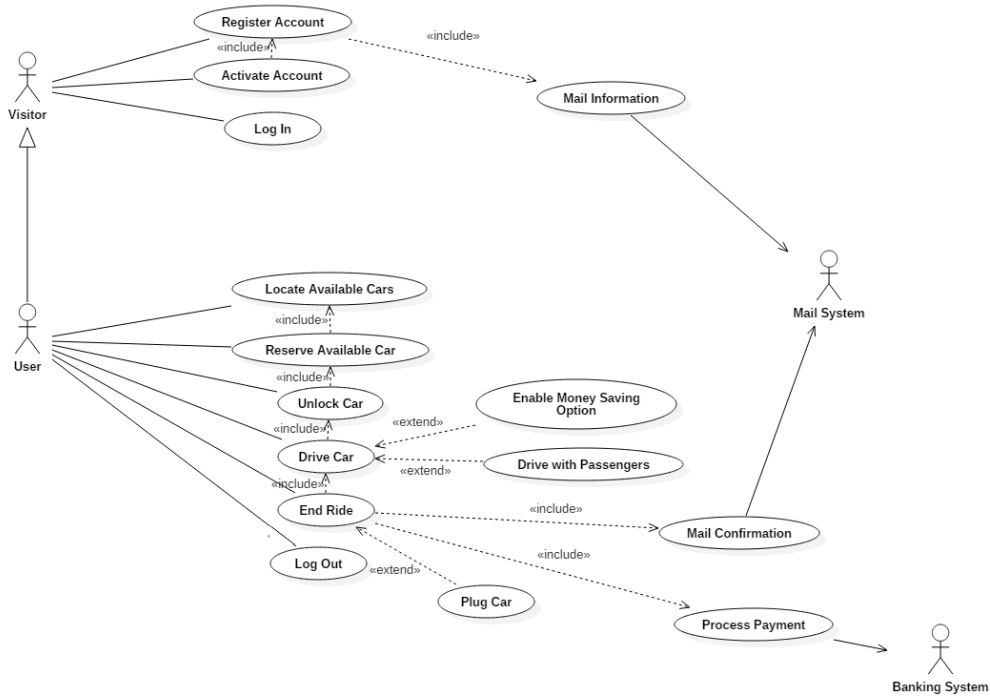 Register Account
«include»
«include»
Activate Account
Visitor
Mail Information
Log In
Locate Available Cars
«include»
Mail System
Reserve Available Car
User
«include»
Unlock Car
Enable Money Saving
Option
«extend»
«include»
Drive Car
Drive with Passengers
«extend»
«include»
End Ride
«include»
Mail Confirmation
«include»
Log Out
«extend»
Plug Car
Process Payment
Banking System